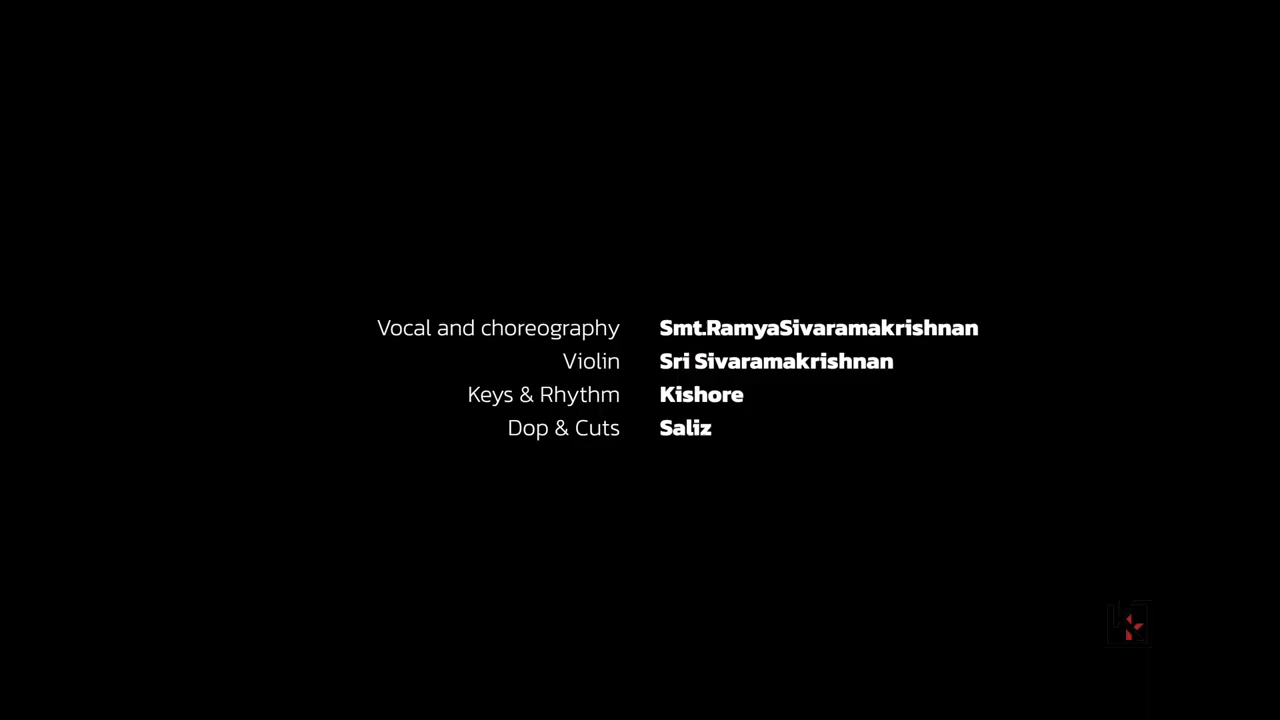 Vocal and choreography Smt.RamyaSivaramakrishnan
Violin Sri Sivaramakrishnan
Keys & Rhythm Kishore
Dop & Cuts Saliz